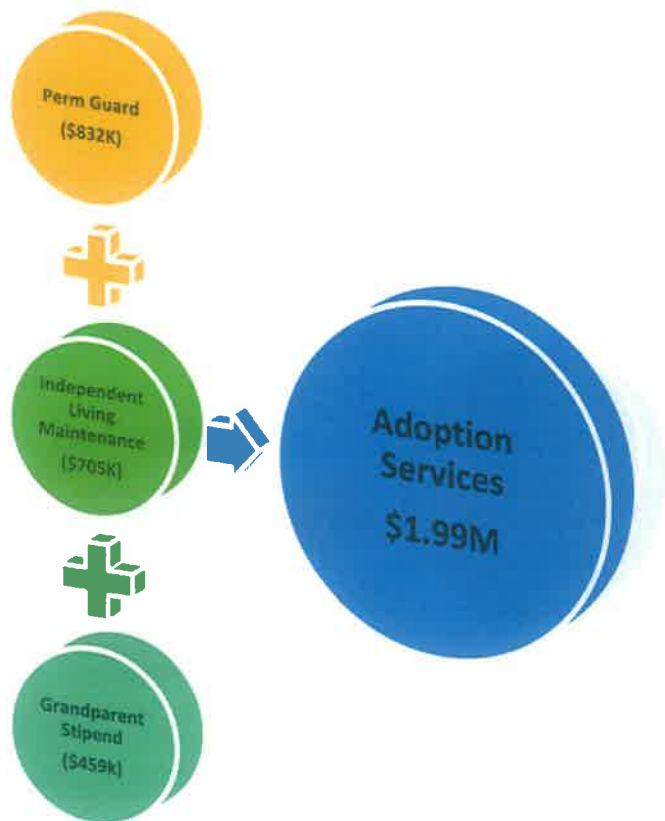 Perm Guard
($832K)
Independent
Living
Maintenance
($705K)
Grandparent
Stipend
($459k)
Adoption
Services
$1.99M